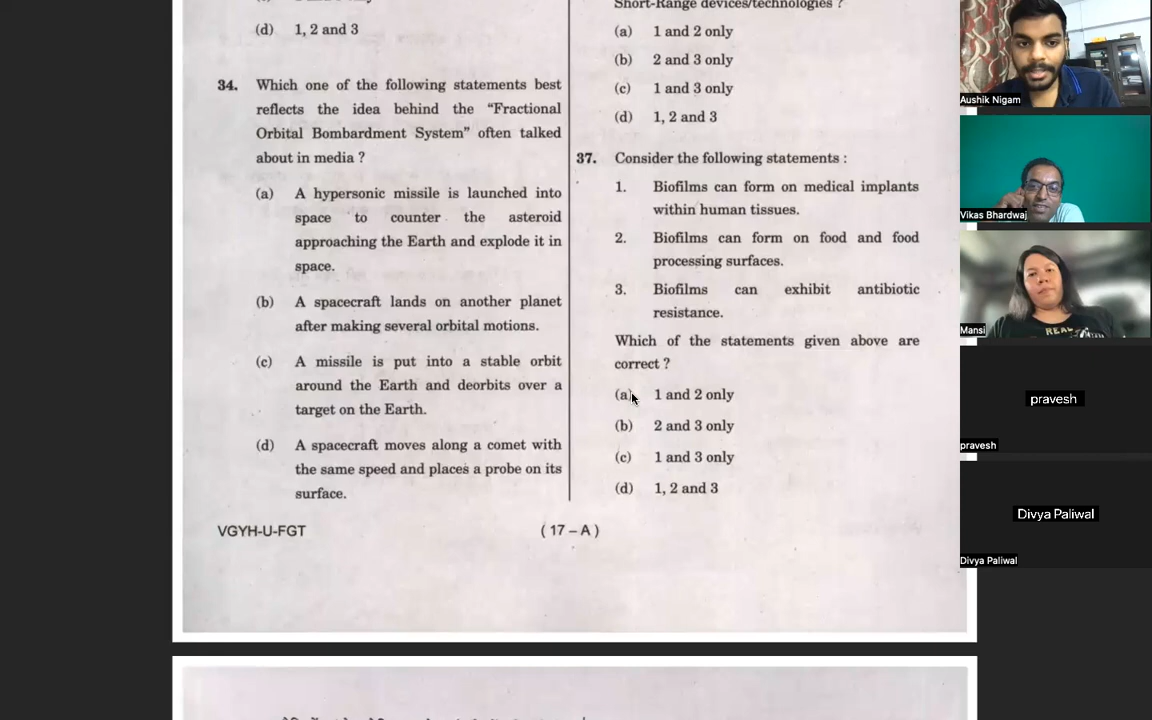 (d) 1, 2 and 3
34. Which one of the following statements best
reflects the idea behind the “Fractional
Orbital Bombardment System” often talked
about in media ?
(a) A hypersonic missile is launched into
space to counter the asteroid
approaching the Earth and explode it in
space.
(b) A spacecraft lands on another planet
after making several orbital motions.
(c) A missile is put into a stable orbit
around the Earth and deorbits over a
target on the Earth.
(d) A spacecraft moves along a comet with
the same speed and places a probe on its
surface.
Short-Range devices/technologies ?
(a) 1 and 2 only
(b) 2 and 3 only
(c) 1 and 3 only
(d) 1, 2 and 3
37. Consider the following statements :
1. Biofilms can form on medical implants
within human tissues.
2. Biofilms can form on food and food
processing surfaces.
3. Biofilms can exhibit antibiotic
resistance.
Which of the statements given above are
correct ?
(a) 1 and 2 only
(b) 2 and 3 only
(c) 1 and 3 only
(d) 1, 2 and 3
VGYH-U-FGT
( 17 – A )
Aushik Nigam
Vikas Bhardwaj
Mansi
REAL
pravesh
pravesh
Divya Paliwal
Divya Paliwal